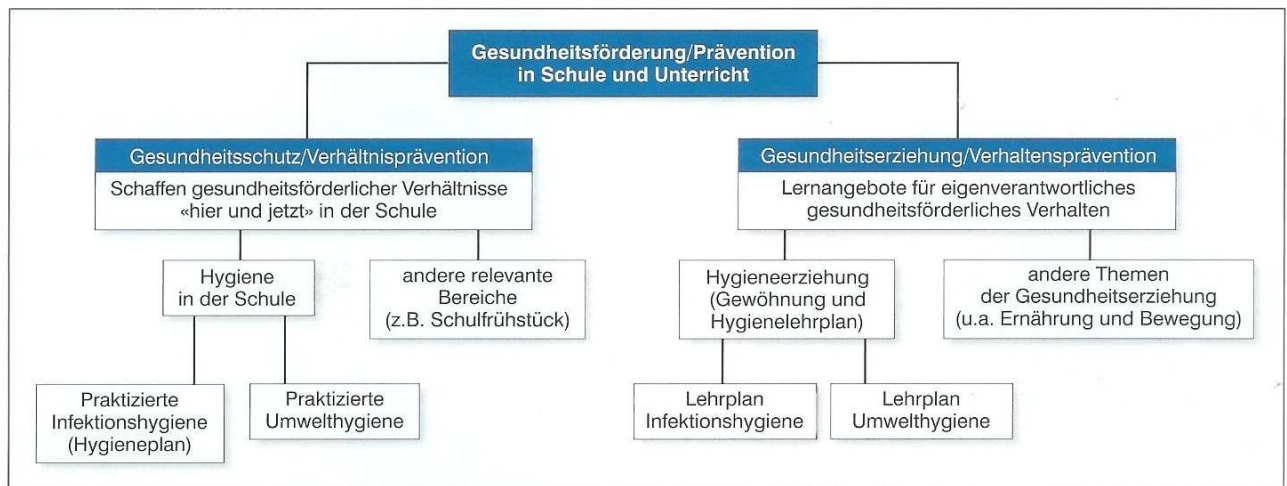 Gesundheitsförderung/Prävention
in Schule und Unterricht
Gesundheitsschutz/Verhältnisprävention
Schaffen gesundheitsförderlicher Verhältnisse
«hier und jetzt» in der Schule
Gesundheitserziehung/Verhaltensprävention
Lernangebote für eigenverantwortliches
gesundheitsförderliches Verhalten
Hygiene
in der Schule
andere relevante
Bereiche
(z.B. Schulfrühstück)
Hygieneerziehung
(Gewöhnung und
Hygienelehrplan)
andere Themen
der Gesundheitserziehung
(u.a. Ernährung und Bewegung)
Praktizierte
Infektionshygiene
(Hygieneplan)
Praktizierte
Umwelthygiene
Lehrplan
Infektionshygiene
Lehrplan
Umwelthygiene